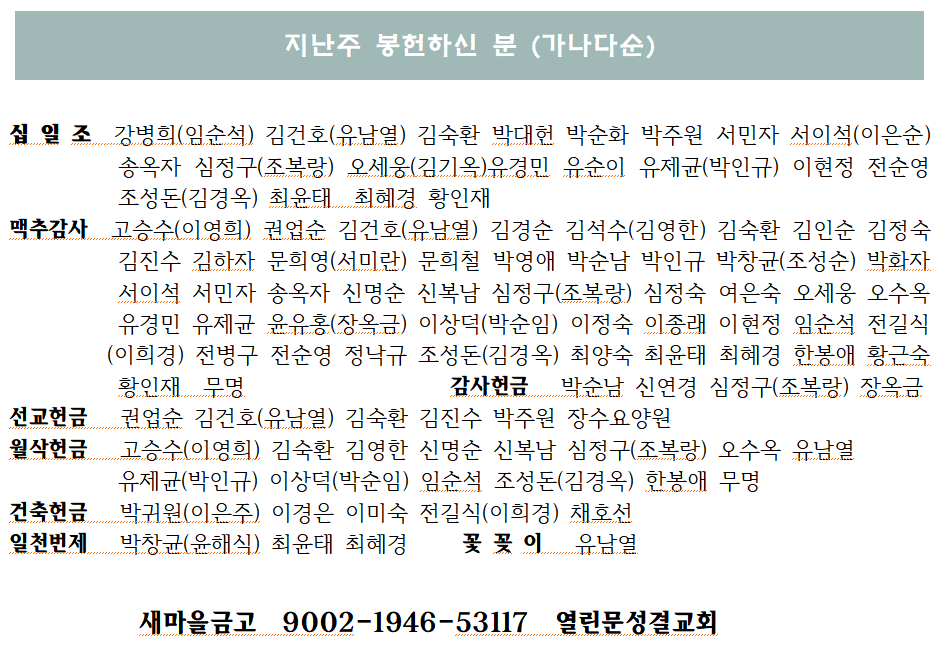 지난주 봉헌하신 분 (가나다순)
십 일 조 강병희(임순석) 김건호(유남열) 김숙환 박대헌 박순화 박주원 서민자 서이석(이은순)
송옥자 심정구(조복랑) 오세웅(김기옥)유경민 유순이 유제균(박인규) 이현정 전순영
조성돈(김경옥) 최윤태 최혜경 황인재
맥추감사 고승수(이영희) 권업순 김건호(유남열) 김경순 김석수(김영한) 김숙환 김인순 김정숙
김진수 김하자 문희영(서미란) 문희철 박영애 박순남 박인규 박창균(조성순) 박화자
서이석 서민자 송옥자 신명순 신복남 심정구(조복랑) 심정숙 여은숙 오세웅 오수옥
유경민 유제균 윤유홍(장옥금) 이상덕(박순임) 이정숙 이종래 이현정 임순석 전길식
(이희경) 전병구 전순영 정낙규 조성돈(김경옥) 최양숙 최윤태 최혜경 한봉애 황근숙
황인재 무명 감사헌금 박순남 신연경 심정구(조복랑) 장옥금
선교헌금 권업순 김건호(유남열) 김숙환 김진수 박주원 장수요양원
월삭헌금 고승수(이영희) 김숙환 김영한 신명순 신복남 심정구(조복랑) 오수옥 유남열
유제균(박인규) 이상덕(박순임) 임순석 조성돈(김경옥) 한봉애 무명
건축헌금 박귀원(이은주) 이경은 이미숙 전길식(이희경) 채호선
일천번제 박창균(윤해식) 최윤태 최혜경 꽃 꽂 이 유남열
새마을금고 9002-1946-53117 열린문성결교회